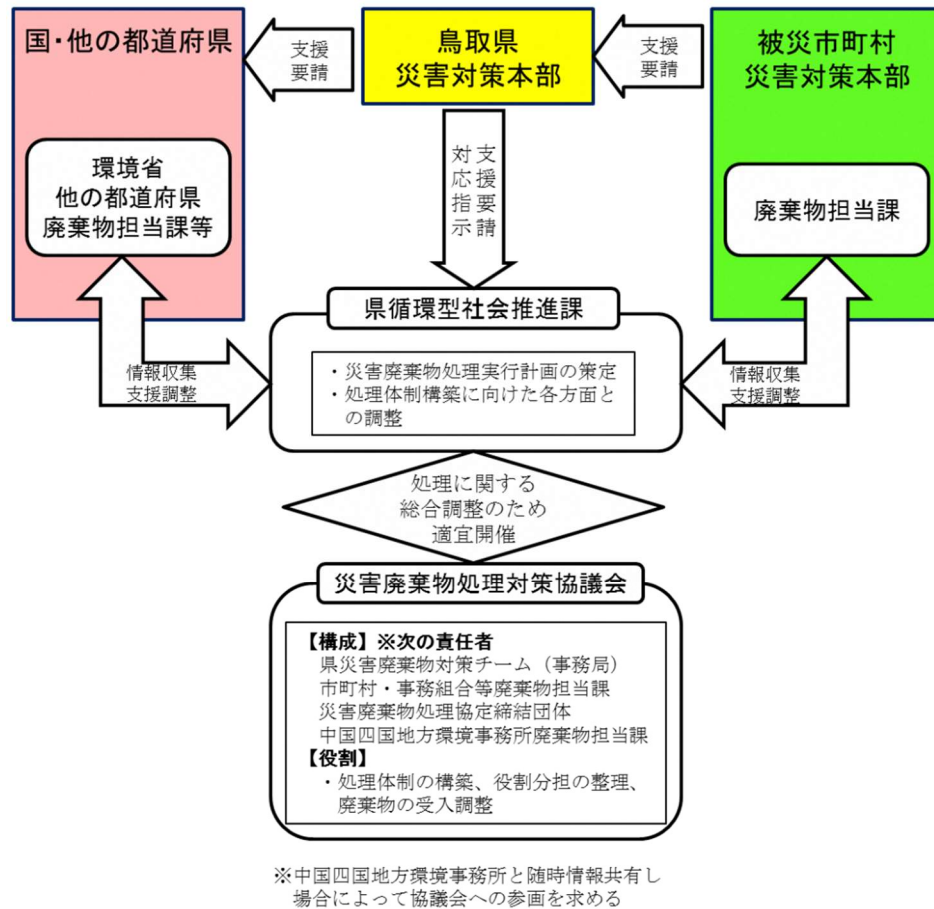 国・他の都道府県
支援
要請
鳥取県
災害対策本部
支援
要請
被災市町村
災害対策本部
環境省
他の都道府県
廃棄物担当課等
支援要請
対応指示
廃棄物担当課
県循環型社会推進課
・災害廃棄物処理実行計画の策定
・処理体制構築に向けた各方面と
の調整
情報収集
支援調整
情報収集
支援調整
処理に関する
総合調整のため
適宜開催
災害廃棄物処理対策協議会
【構成】※次の責任者
県災害廃棄物対策チーム(事務局)
市町村・事務組合等廃棄物担当課
災害廃棄物処理協定締結団体
中国四国地方環境事務所廃棄物担当課
【役割】
・処理体制の構築、役割分担の整理、
廃棄物の受入調整
※中国四国地方環境事務所と随時情報共有し
場合によって協議会への参画を求める